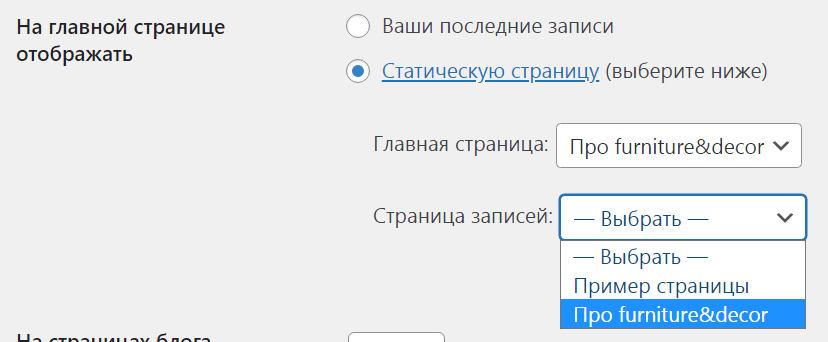 На главной странице
отображать
Ваши последние записи
Статическую страницу (выберите ниже)
Главная страница: Про furniture&decor
Страница записей: — Выбрать —
— Выбрать —
Пример страницы
Про furniture&decor
На страницах блога